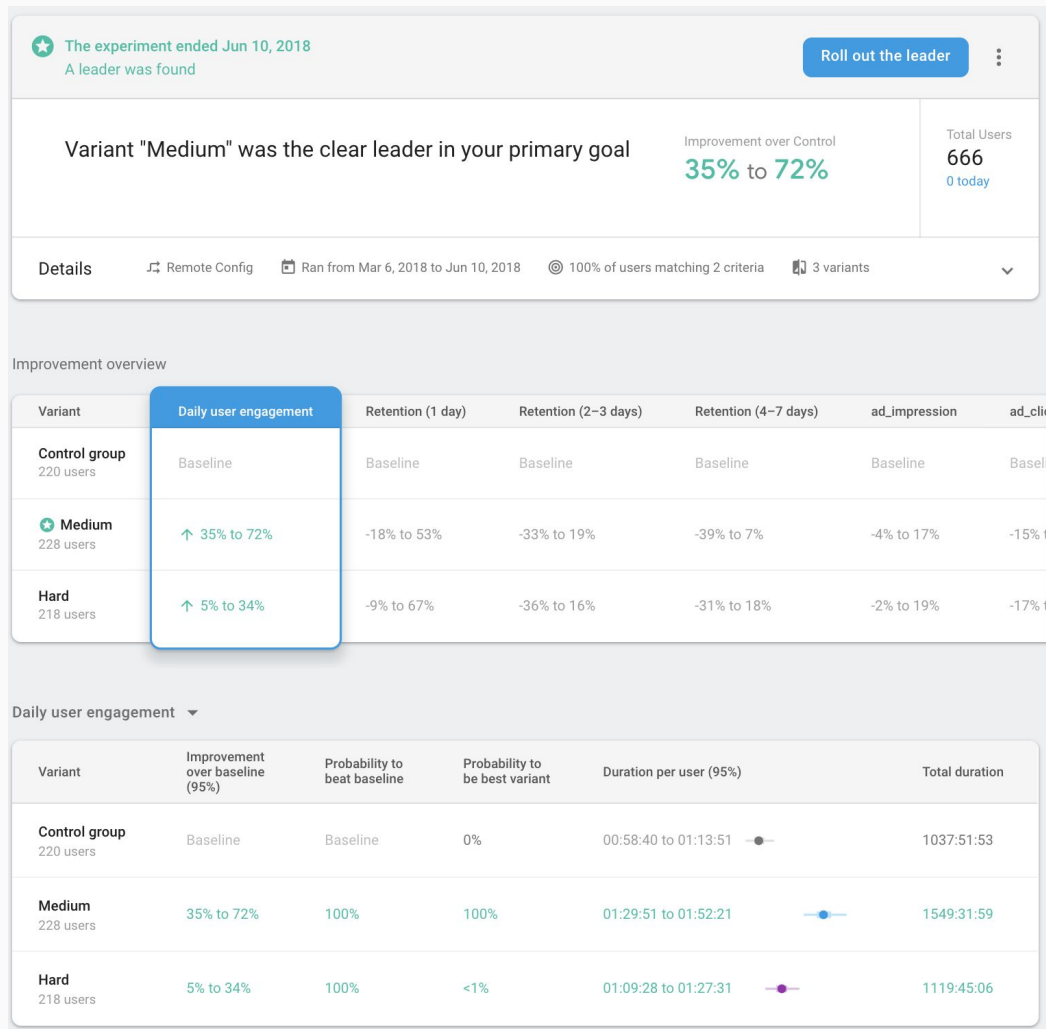 The experiment ended Jun 10, 2018
A leader was found
Roll out the leader
Variant "Medium" was the clear leader in your primary goal
Improvement over Control
35% to 72%
Total Users
666
0 today
Details
Remote Config
Ran from Mar 6, 2018 to Jun 10, 2018
100% of users matching 2 criteria
3 variants
Improvement overview
Variant Daily user engagement Retention (1 day) Retention (2–3 days) Retention (4–7 days) ad_impression ad_cli
Control group
220 users
Baseline Baseline Baseline Baseline Baseline Basel
Medium
228 users
35% to 72% -18% to 53% -33% to 19% -39% to 7% -4% to 17% -15% t
Hard
218 users
5% to 34% -9% to 67% -36% to 16% -31% to 18% -2% to 19% -17% t
Daily user engagement
Variant
Improvement
over baseline
(95%)
Probability to
beat baseline
Probability to
be best variant
Duration per user (95%)
Total duration
Control group
220 users
Baseline Baseline 0% 00:58:40 to 01:13:51 1037:51:53
Medium
228 users
35% to 72% 100% 100% 01:29:51 to 01:52:21 1549:31:59
Hard
218 users
5% to 34% 100% <1% 01:09:28 to 01:27:31 1119:45:06